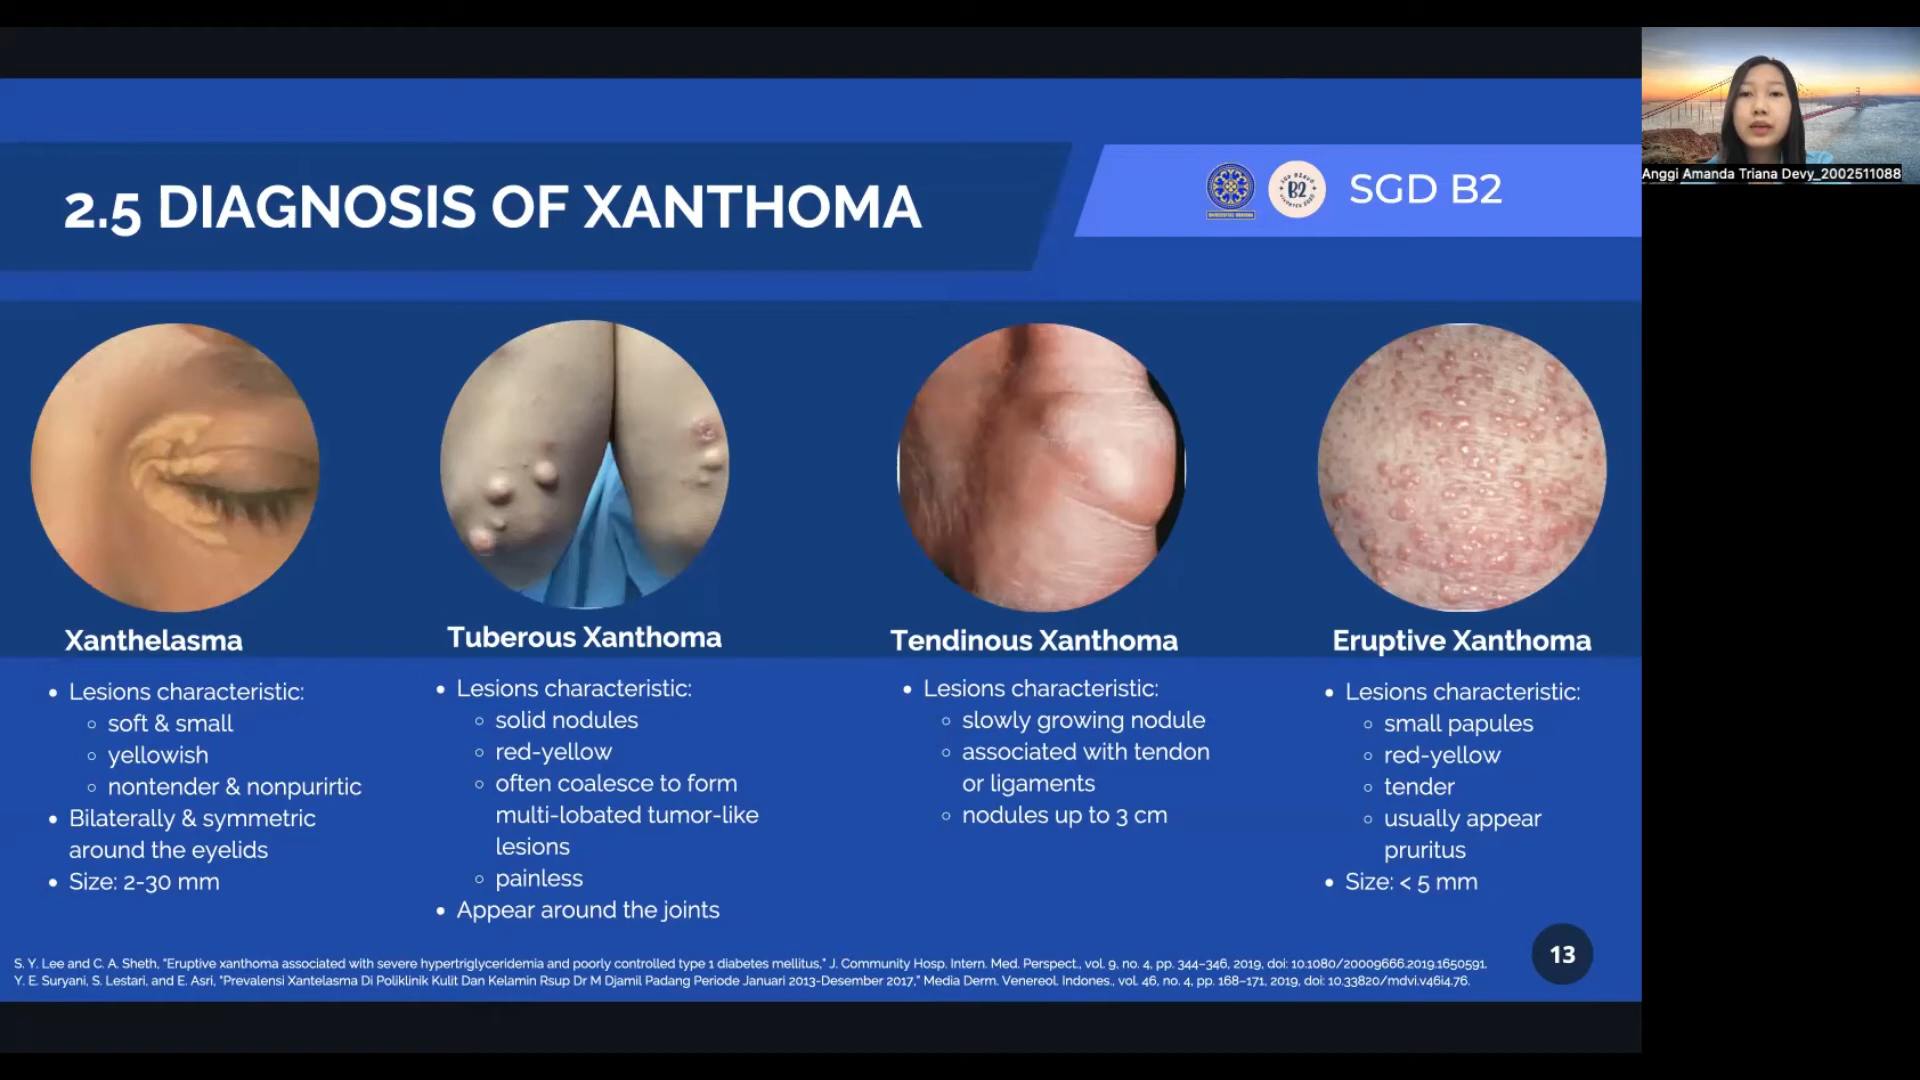 2.5 DIAGNOSIS OF XANTHOMA
B2
SGD B2
Anggi Amanda Triana Devy_2002511088
Xanthelasma
Lesions characteristic:
soft & small
yellowish
nontender & nonpurirtic
Bilaterally & symmetric
around the eyelids
Size: 2-30 mm
Tuberous Xanthoma
Lesions characteristic:
solid nodules
red-yellow
often coalesce to form
multi-lobated tumor-like
lesions
painless
Appear around the joints
Tendinous Xanthoma
Lesions characteristic:
slowly growing nodule
associated with tendon
or ligaments
nodules up to 3 cm
Eruptive Xanthoma
Lesions characteristic:
small papules
red-yellow
tender
usually appear
pruritus
Size: < 5 mm
S. Y. Lee and C. A. Sheth, "Eruptive xanthoma associated with severe hypertriglyceridemia and poorly controlled type 1 diabetes mellitus," J. Community Hosp. Intern. Med. Perspect., vol. 9, no. 4, pp. 344–346, 2019, doi: 10.1080/20009666.2019.1650591.
Y. E. Suryani, S. Lestari, and E. Asri, "Prevalensi Xantelasma Di Poliklinik Kulit Dan Kelamin Rsup Dr M Djamil Padang Periode Januari 2013-Desember 2017," Media Derm. Venereol. Indones., vol. 46, no. 4, pp. 168–171, 2019, doi: 10.33820/mdvi.v46i4.76.
13